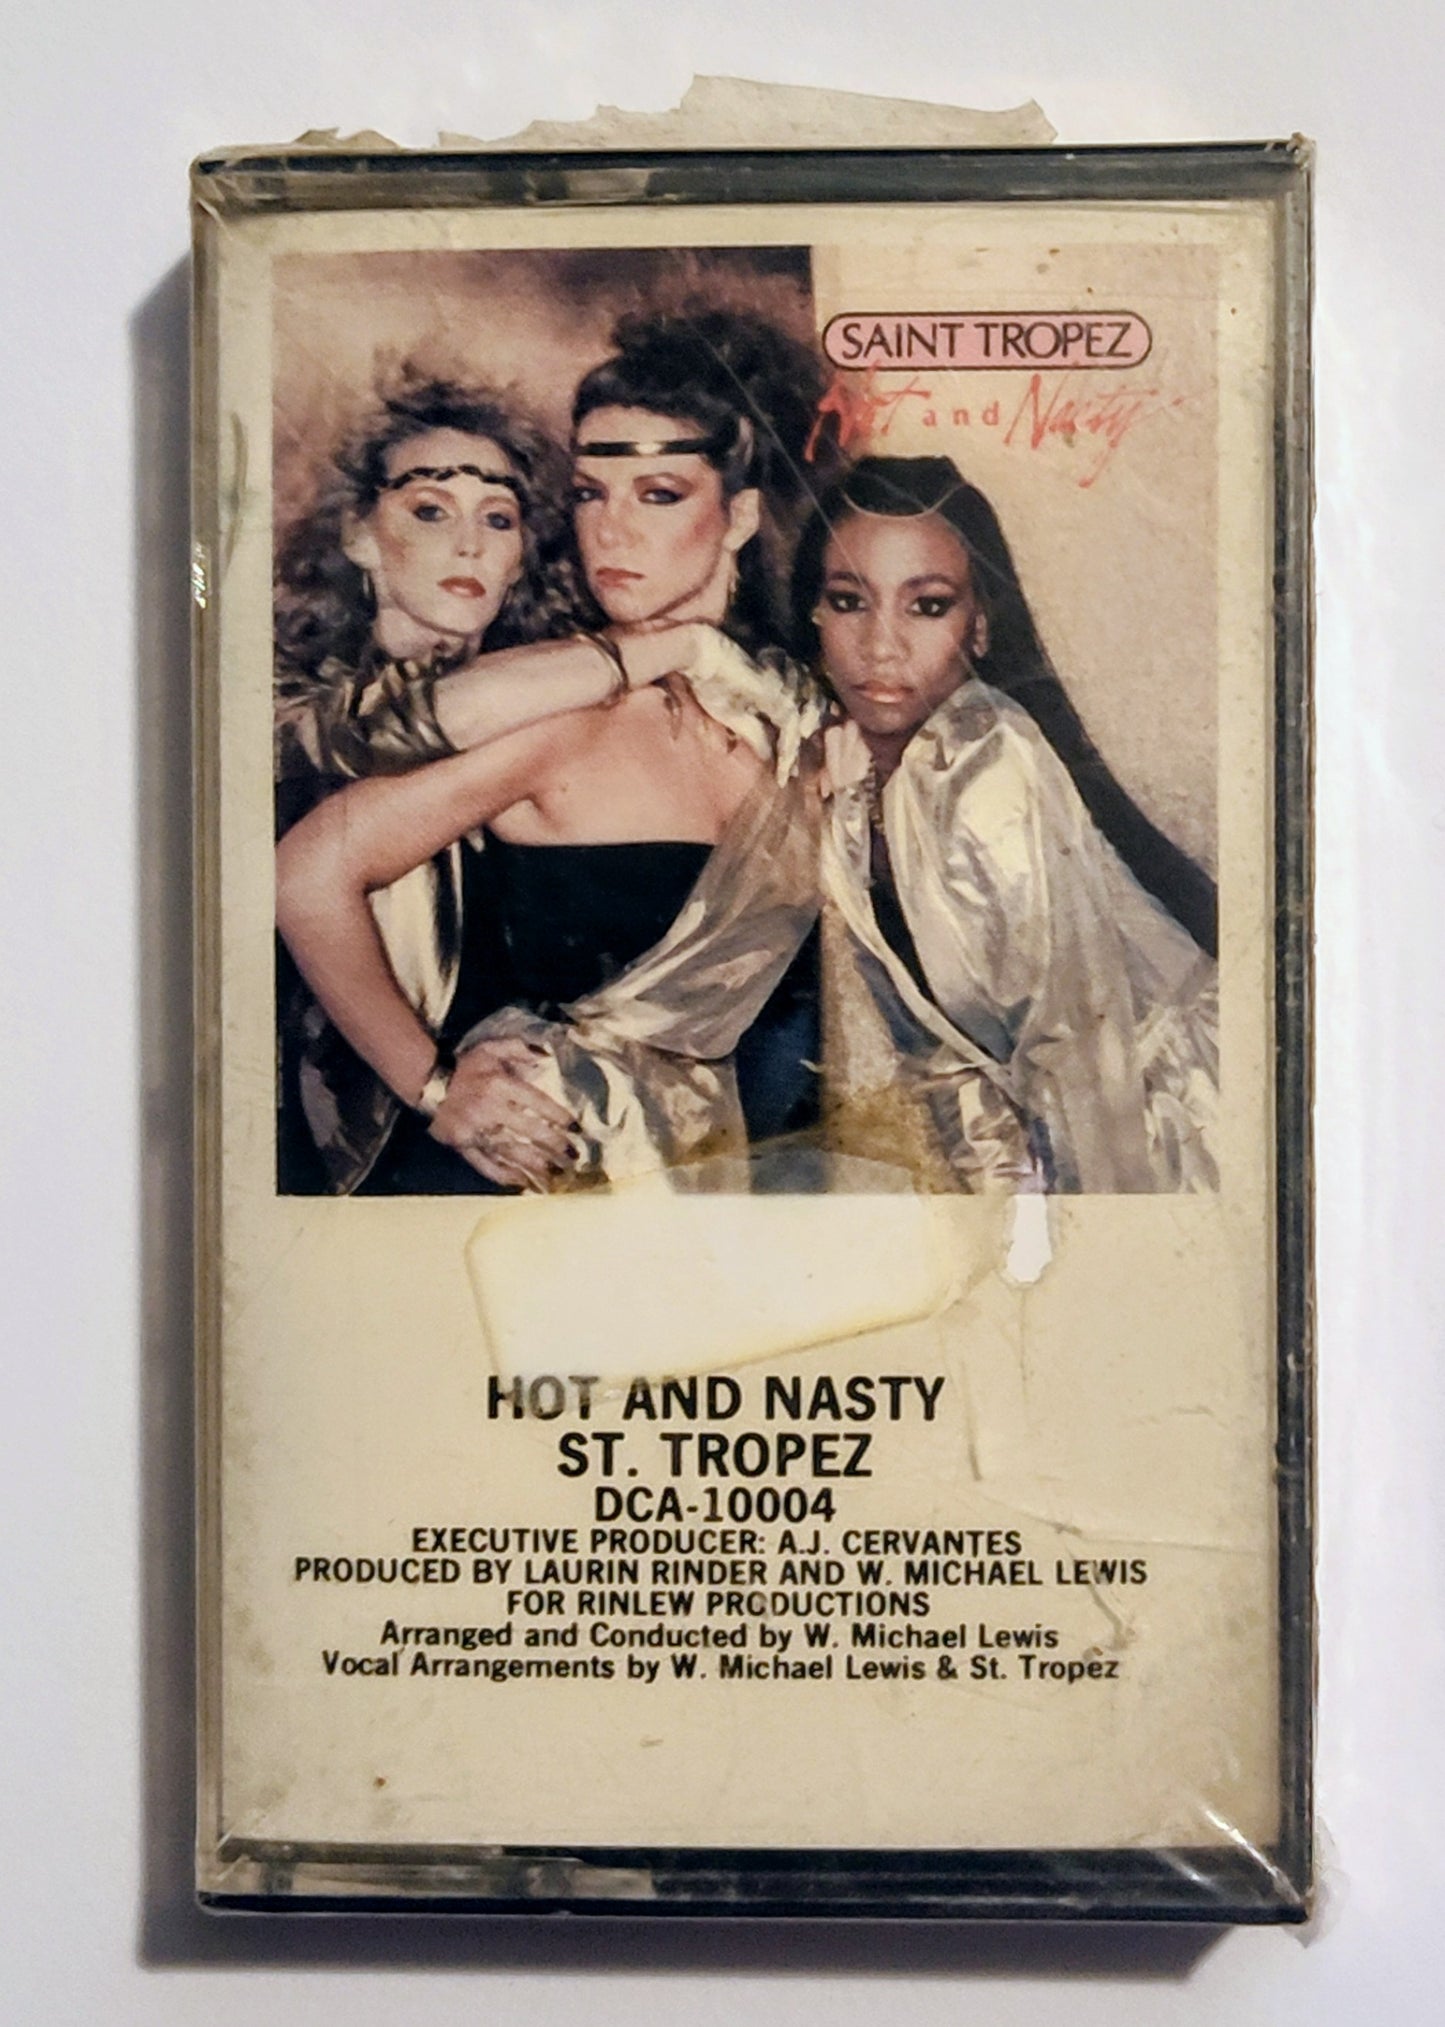 SAINT TROPEZ
Hot and Nasty
HOT AND NASTY
ST. TROPEZ
DCA-10004
EXECUTIVE PRODUCER: A.J. CERVANTES
PRODUCED BY LAURIN RINDER AND W. MICHAEL LEWIS
FOR RINLEW PRODUCTIONS
Arranged and Conducted by W. Michael Lewis
Vocal Arrangements by W. Michael Lewis & St. Tropez